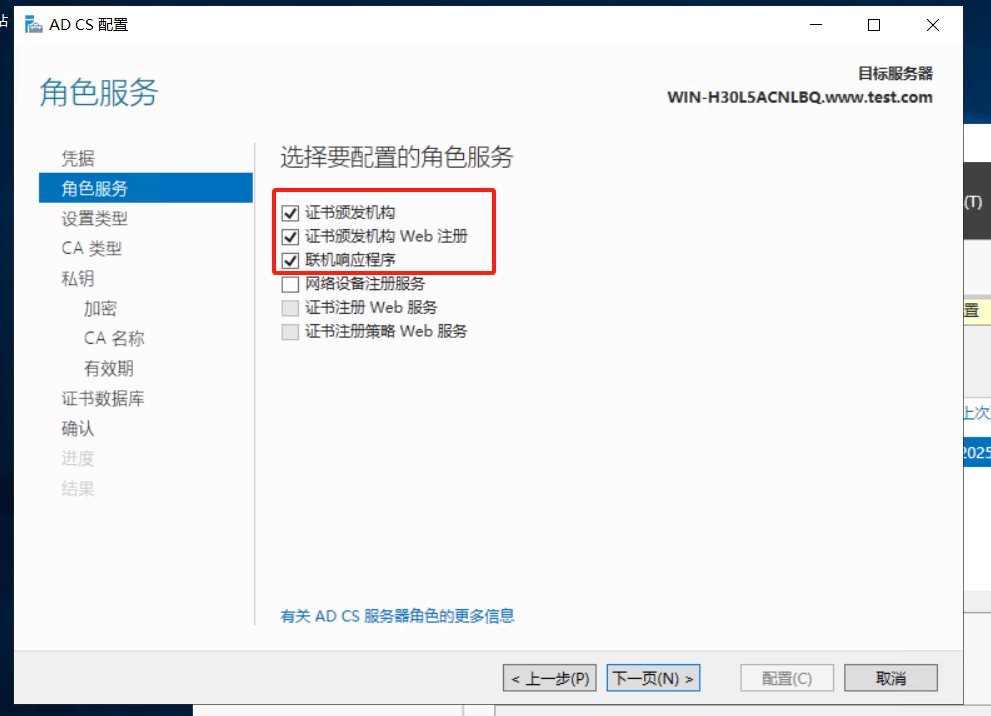 站
AD CS 配置
角色服务
目标服务器
WIN-H30L5ACNLBQ.www.test.com
凭据
角色服务
设置类型
CA 类型
私钥
加密
CA 名称
有效期
证书数据库
确认
进度
结果
选择要配置的角色服务
证书颁发机构
证书颁发机构 Web 注册
联机响应程序
网络设备注册服务
证书注册 Web 服务
证书注册策略 Web 服务
有关 AD CS 服务器角色的更多信息
< 上一步(P)
下一页(N) >
配置(C)
取消
(T)
置
上次
2025